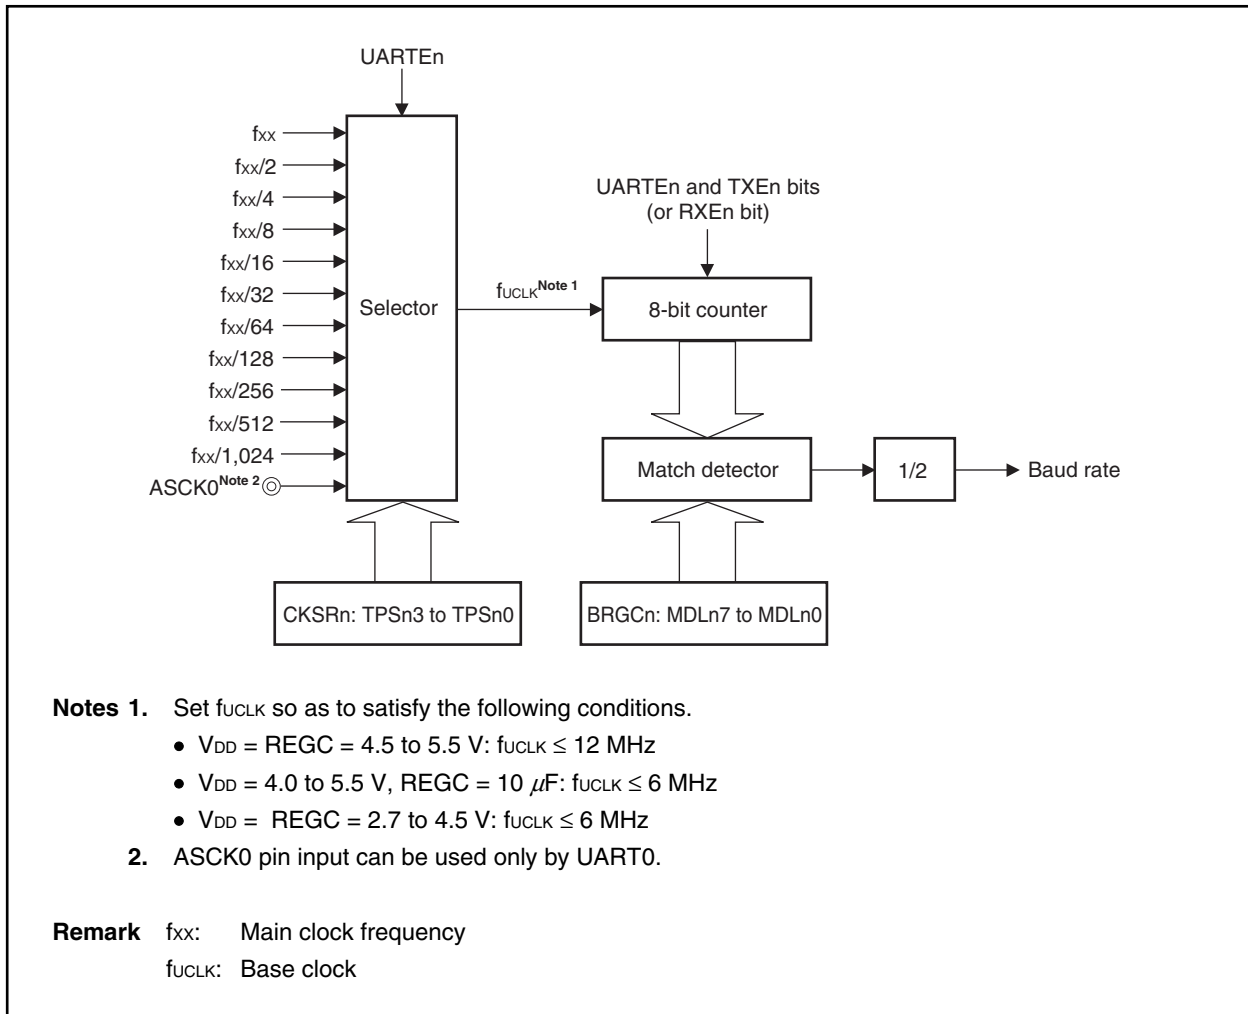 UARTEn
fxx
fxx/2
fxx/4
fxx/8
fxx/16
fxx/32
fxx/64
fxx/128
fxx/256
fxx/512
fxx/1,024
ASCK0Note 2
Selector
fUCLKNote 1
UARTEn and TXEn bits
(or RXEn bit)
8-bit counter
Match detector
1/2
Baud rate
CKSRn: TPSn3 to TPSn0
BRGCn: MDLn7 to MDLn0
Notes 1. Set fUCLK so as to satisfy the following conditions.
• VDD = REGC = 4.5 to 5.5 V: fUCLK ≤ 12 MHz
• VDD = 4.0 to 5.5 V, REGC = 10 μF: fUCLK ≤ 6 MHz
• VDD = REGC = 2.7 to 4.5 V: fUCLK ≤ 6 MHz
2. ASCK0 pin input can be used only by UART0.
Remark fxx: Main clock frequency
fUCLK: Base clock